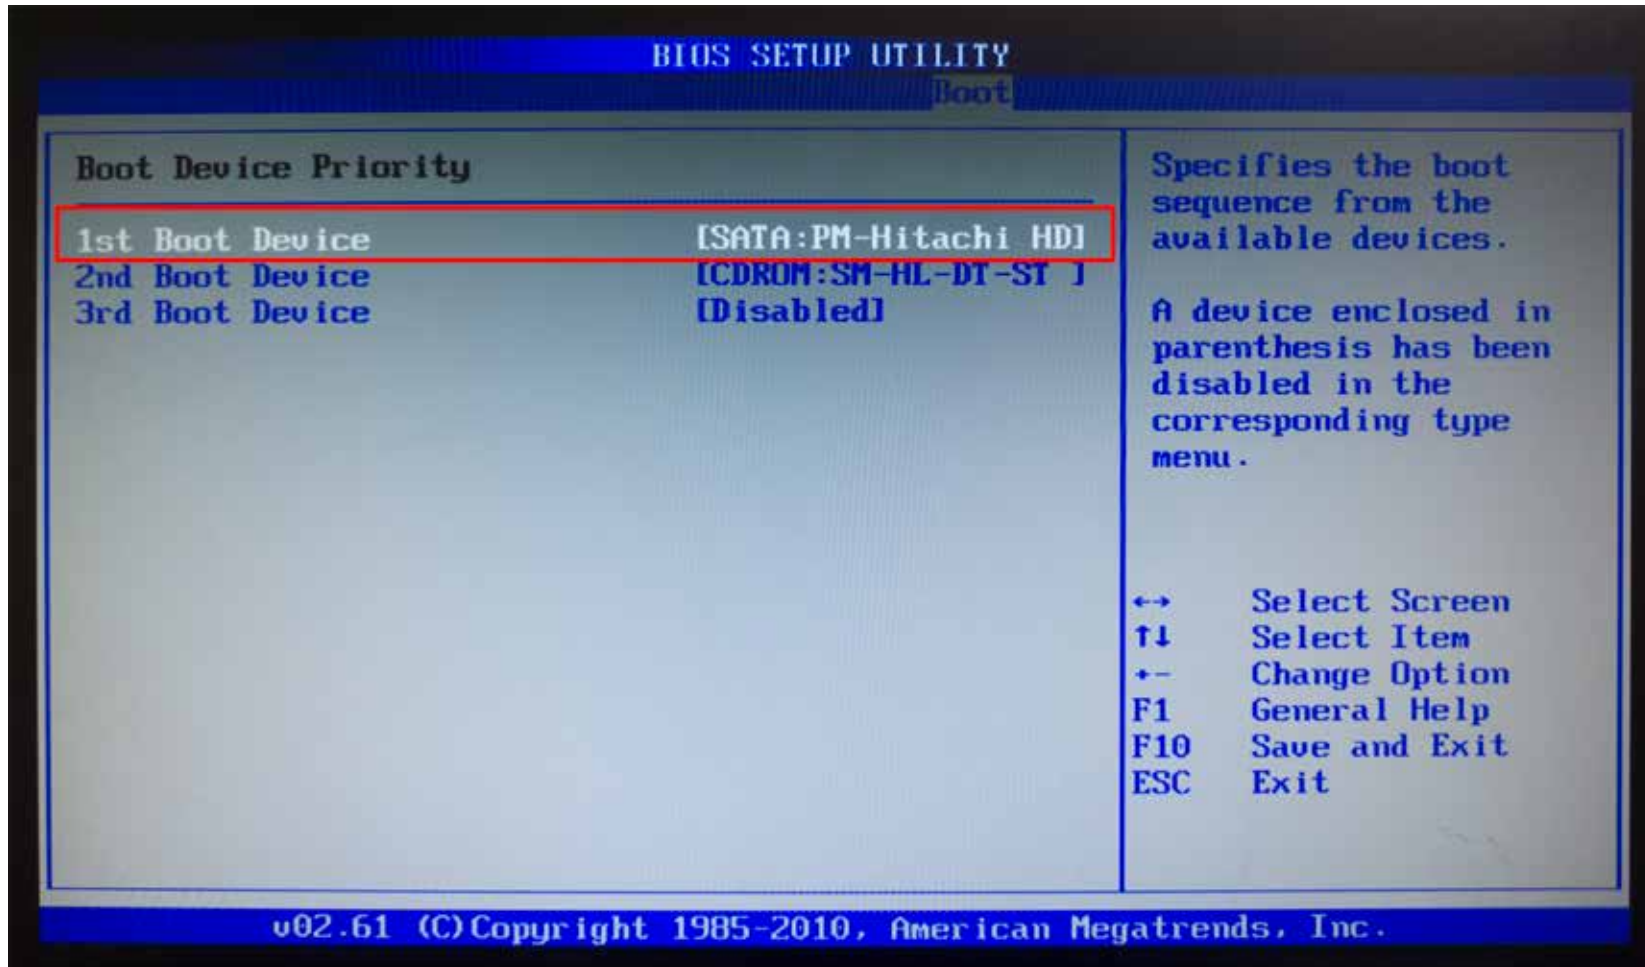 BIOS SETUP UTILITY
Boot
Boot Device Priority
1st Boot Device [SATA:PM-Hitachi HD]
2nd Boot Device [CDROM:SM-HL-DT-ST ]
3rd Boot Device [Disabled]
Specifies the boot
sequence from the
available devices.
A device enclosed in
parenthesis has been
disabled in the
corresponding type
menu.
←→ Select Screen
↑↓ Select Item
+- Change Option
F1 General Help
F10 Save and Exit
ESC Exit
v02.61 (C)Copyright 1985-2010, American Megatrends, Inc.